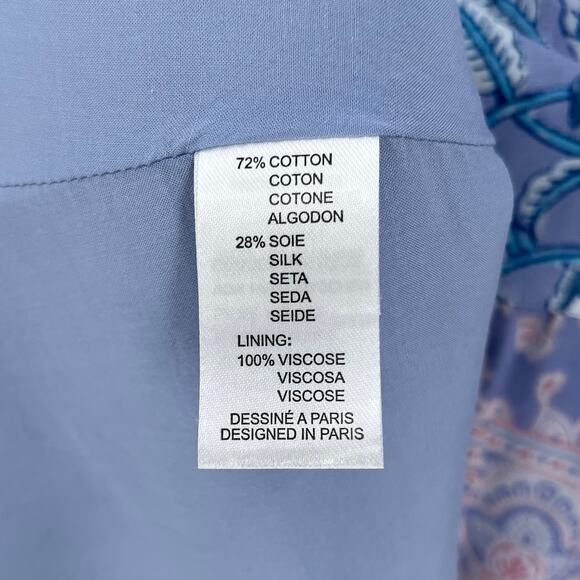 72% COTTON
COTON
COTONE
ALGODON
28% SOIE
SILK
SETA
SEDA
SEIDE
LINING:
100% VISCOSE
VISCOSA
VISCOSE
DESSINÉ A PARIS
DESIGNED IN PARIS